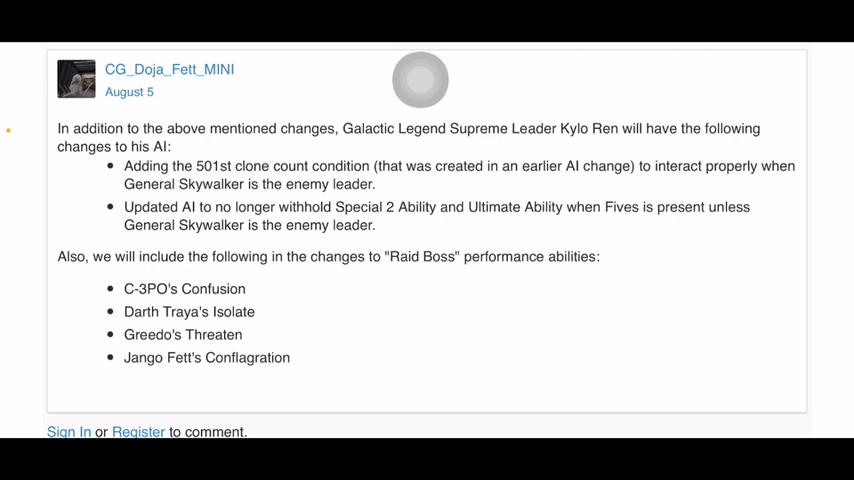 CG_Doja_Fett_MINI
August 5
In addition to the above mentioned changes, Galactic Legend Supreme Leader Kylo Ren will have the following
changes to his AI:
• Adding the 501st clone count condition (that was created in an earlier AI change) to interact properly when
General Skywalker is the enemy leader.
• Updated AI to no longer withhold Special 2 Ability and Ultimate Ability when Fives is present unless
General Skywalker is the enemy leader.
Also, we will include the following in the changes to "Raid Boss" performance abilities:
• C-3PO's Confusion
• Darth Traya's Isolate
• Greedo's Threaten
• Jango Fett's Conflagration
Sign In or Register to comment.